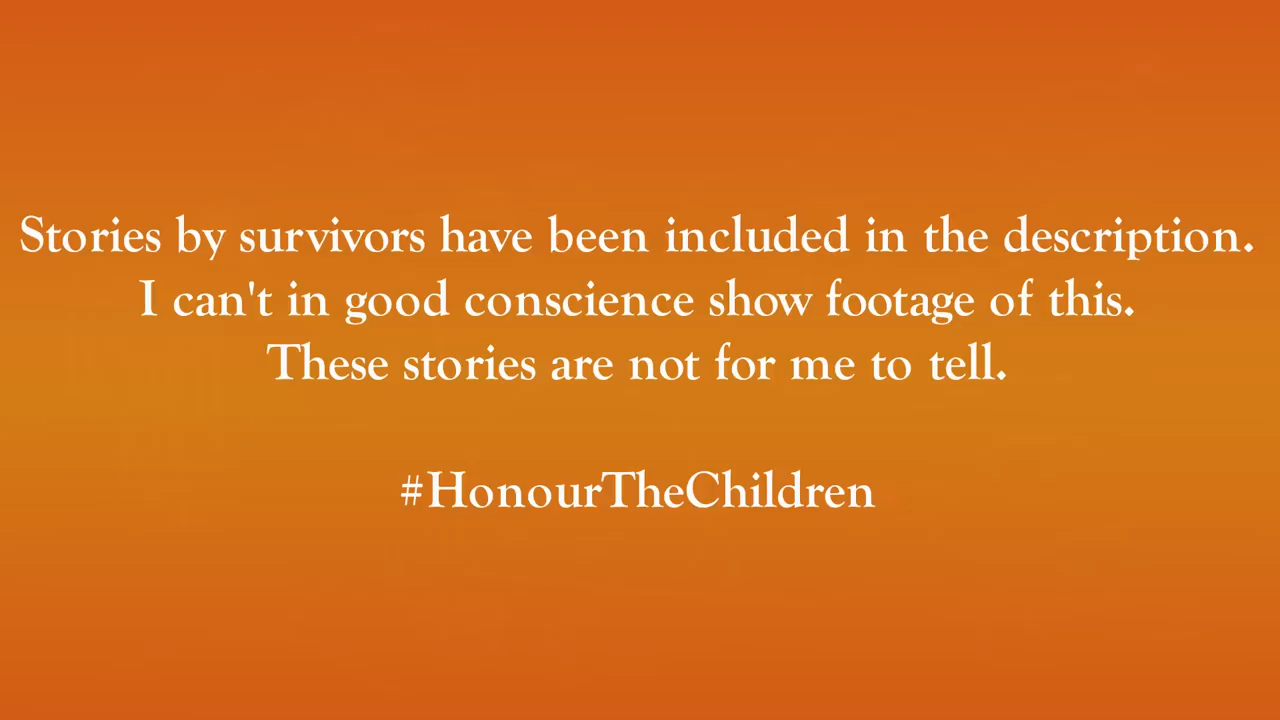 Stories by survivors have been included in the description.
I can't in good conscience show footage of this.
These stories are not for me to tell.
#HonourTheChildren